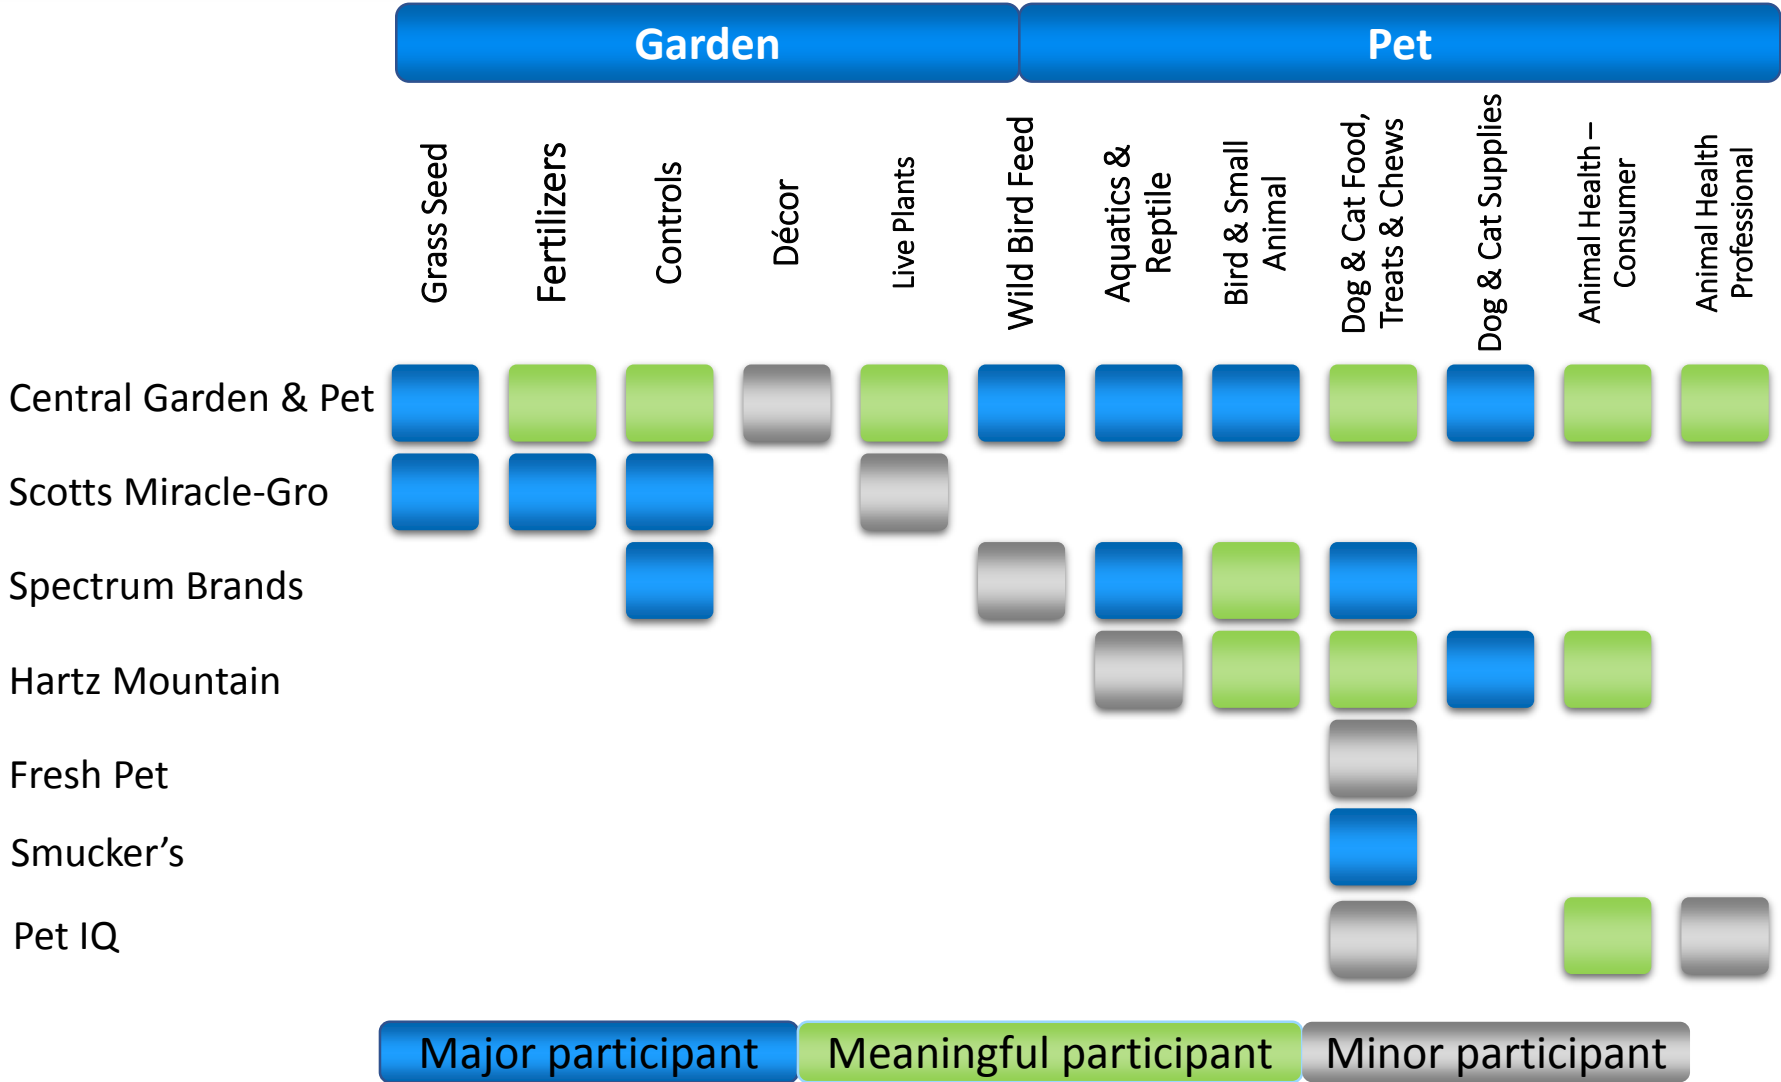 Garden
Pet
Grass Seed
Fertilizers
Controls
Décor
Live Plants
Wild Bird Feed
Aquatics &
Reptile
Bird & Small
Animal
Dog & Cat Food,
Treats & Chews
Dog & Cat Supplies
Animal Health –
Consumer
Animal Health
Professional
Central Garden & Pet
Scotts Miracle-Gro
Spectrum Brands
Hartz Mountain
Fresh Pet
Smucker’s
Pet IQ
Major participant
Meaningful participant
Minor participant